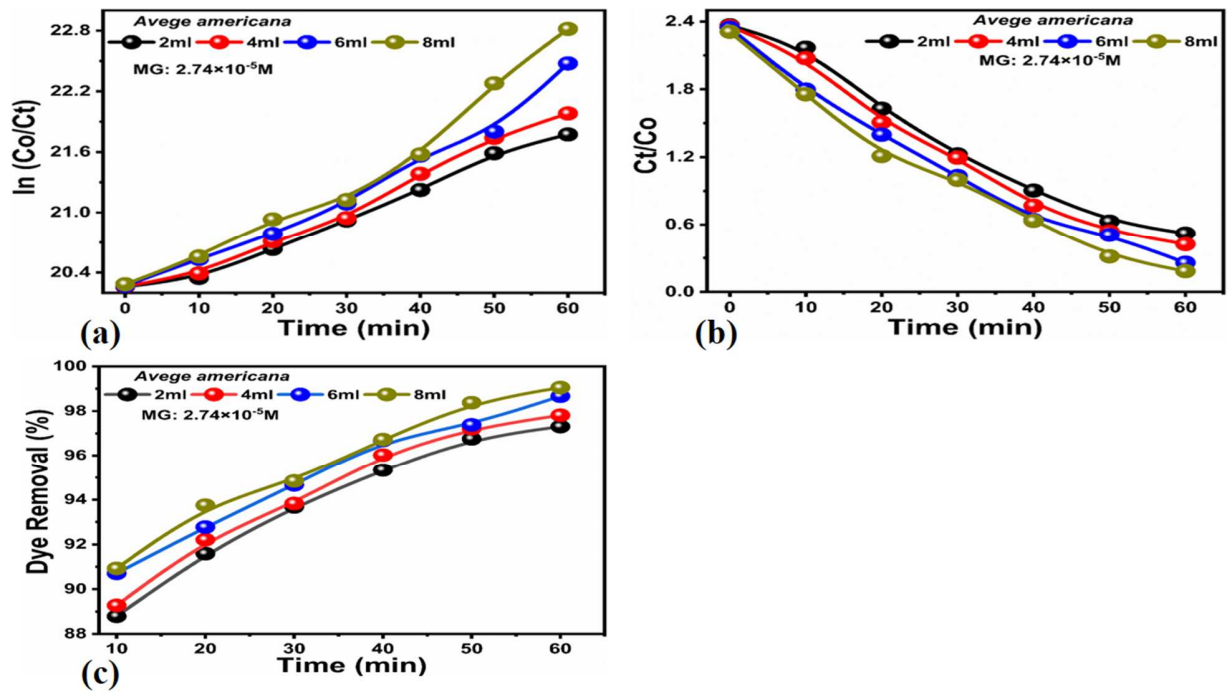 Avege americana
2ml 4ml 6ml 8ml
MG: 2.74×10⁻⁵M
ln (Co/Ct)
22.8
22.2
21.6
21.0
20.4
0 10 20 30 40 50 60
Time (min)
(a)
Avege americana
2ml 4ml 6ml 8ml
MG: 2.74×10⁻⁵M
Ct/Co
2.4
1.8
1.2
0.6
0.0
0 10 20 30 40 50 60
Time (min)
(b)
Avege americana
2ml 4ml 6ml 8ml
MG: 2.74×10⁻⁵M
Dye Removal (%)
100
98
96
94
92
90
88
10 20 30 40 50 60
Time (min)
(c)